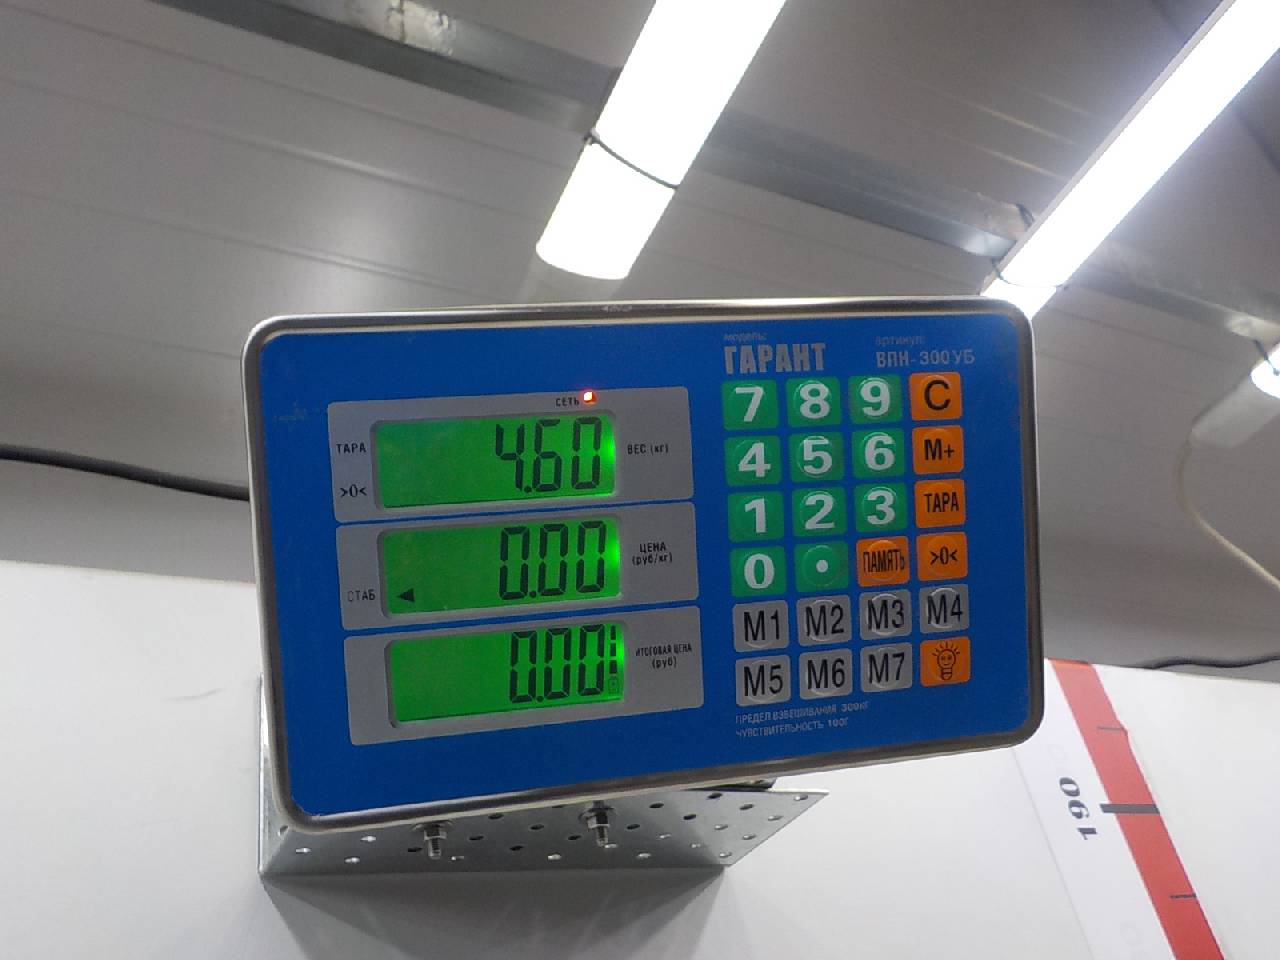 модель:
ГАРАНТ
артикул:
ВПН-300УБ
СЕТЬ
ТАРА
>0<
4.60
ВЕС (кг)
СТАБ
0.00
ЦЕНА
(руб/кг)
0.00
ИТОГОВАЯ ЦЕНА
(руб)
7 8 9 C
4 5 6 M+
1 2 3 ТАРА
0 • ПАМЯТЬ >0<
M1 M2 M3 M4
M5 M6 M7
ПРЕДЕЛ ВЗВЕШИВАНИЯ 300КГ
ЧУВСТВИТЕЛЬНОСТЬ 100Г
190